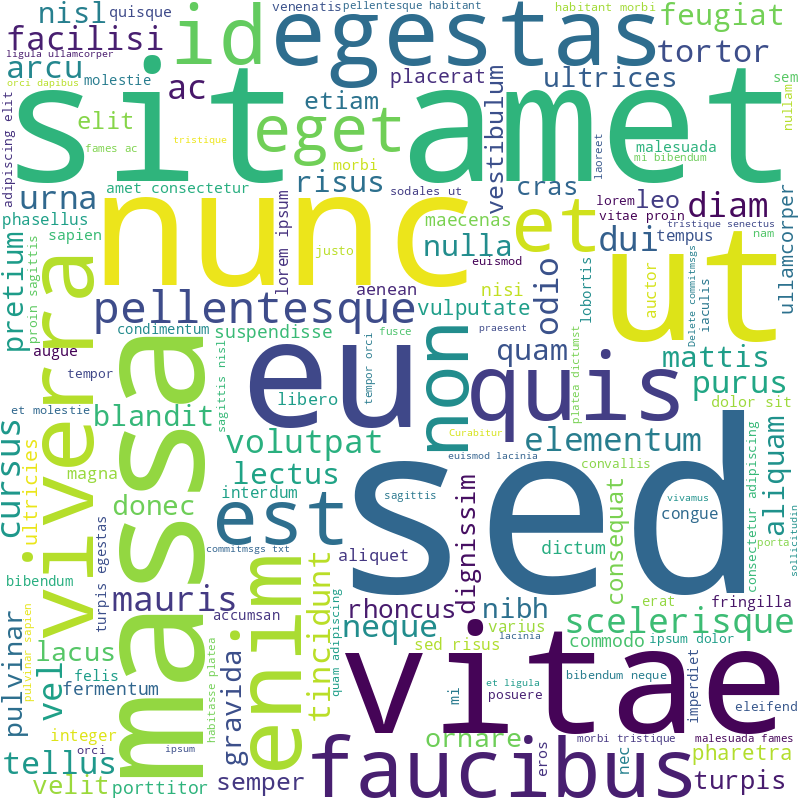 nisl
quisque
venenatis
pellentesque habitant
habitant morbi
feugiat
facilisi
id
egestas
tortor
ligula ullamcorper
arcu
molestie
ac
placerat
ultrices
sem
orci dapibus
sit
amet
etiam
vestibulum
nullam
adipiscing elit
elit
eget
fames ac
tristique
malesuada
mi bibendum
laoreet
morbi
urna
amet consectetur
risus
sodales ut
cras
lorem
leo
diam
ullamcorper
phasellus
nunc
lorem ipsum
maecenas
et
vitae proin
tristique senectus
sapien
justo
nulla
dui
tempus
nam
pretium
proin sagittis
viverra
euismod
ut
aenean
nisi
odio
lobortis
auctor
Delete commitmsgs
iaculis
pellentesque
vulputate
condimentum
suspendisse
fusce
praesent
augue
massa
sagittis nisl
eu
tempor orci
non
quam
platea dictumst
mattis
tempor
quis
purus
libero
et molestie
blandit
dolor sit
cursus
ultricies
volutpat
Curabitur
elementum
sed
aliquam
euismod lacinia
convallis
consectetur adipiscing
magna
lectus
interdum
sagittis
dignissim
consequat
vivamus
donec
est
congue
turpis egestas
commitmsgs txt
aliquet
dictum
porta
sollicitudin
bibendum
enim
tincidunt
quam adipiscing
mauris
accumsan
rhoncus
nibh
erat
fringilla
pulvinar
pulvinar sapien
neque
varius
lacinia
scelerisque
vel
lacus
habitasse platea
gravida
sed risus
vitae
commodo
ipsum dolor
imperdiet
felis
fermentum
mi
et ligula
posuere
bibendum neque
eleifend
integer
orci
ipsum
ornare
eros
morbi tristique
nec
malesuada fames
tellus
faucibus
pharetra
velit
porttitor
semper
turpis